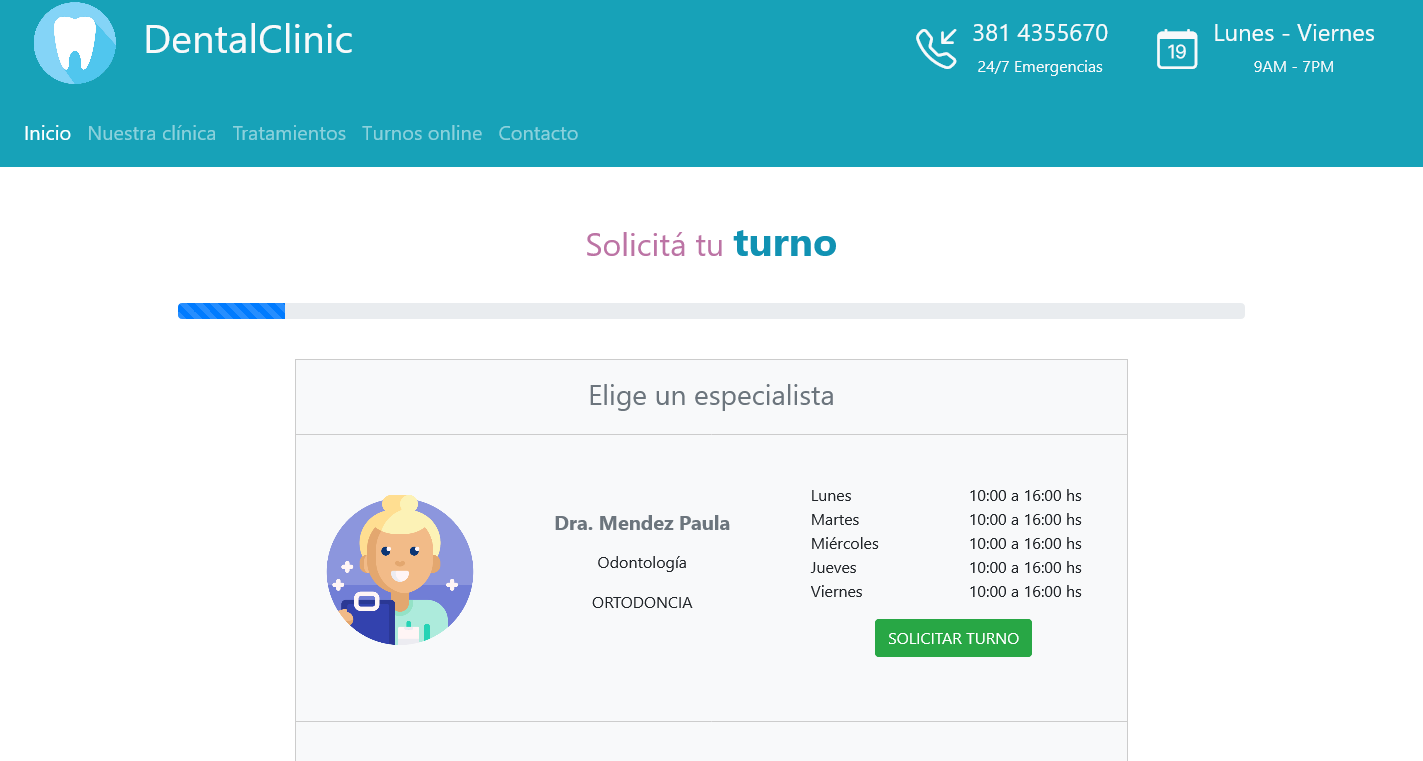 DentalClinic
381 4355670
24/7 Emergencias
19
Lunes - Viernes
9AM - 7PM
Inicio Nuestra clínica Tratamientos Turnos online Contacto
Solicitá tu turno
Elige un especialista
Dra. Mendez Paula
Odontología
ORTODONCIA
Lunes 10:00 a 16:00 hs
Martes 10:00 a 16:00 hs
Miércoles 10:00 a 16:00 hs
Jueves 10:00 a 16:00 hs
Viernes 10:00 a 16:00 hs
SOLICITAR TURNO